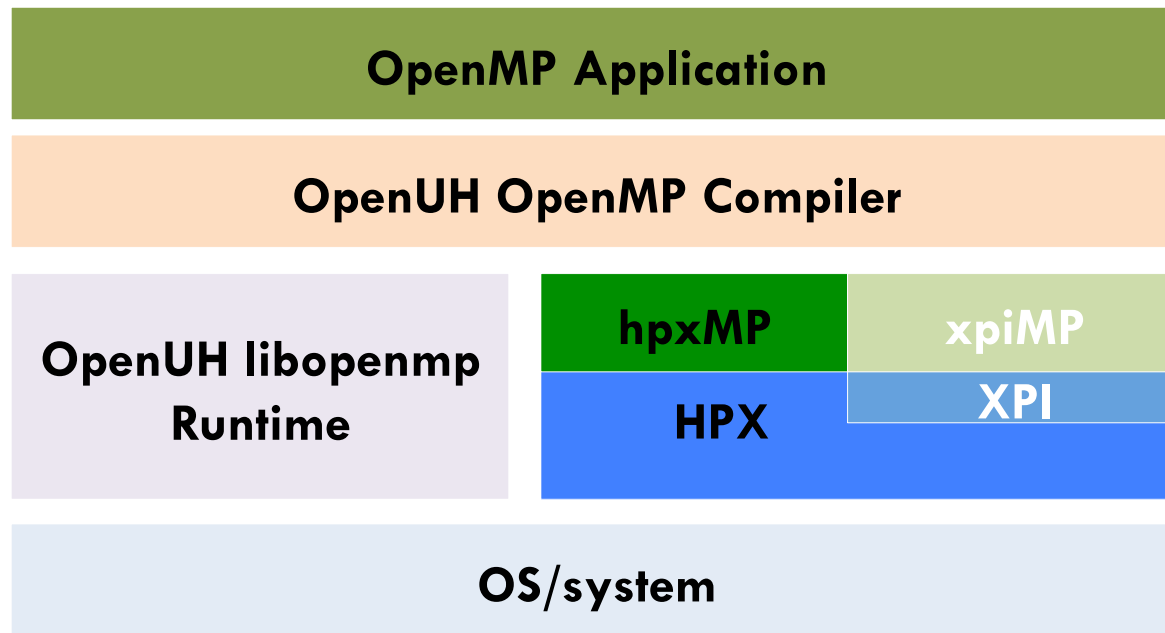 OpenMP Application
OpenUH OpenMP Compiler
OpenUH libopenmp
Runtime
hpxMP
xpiMP
HPX
XPI
OS/system